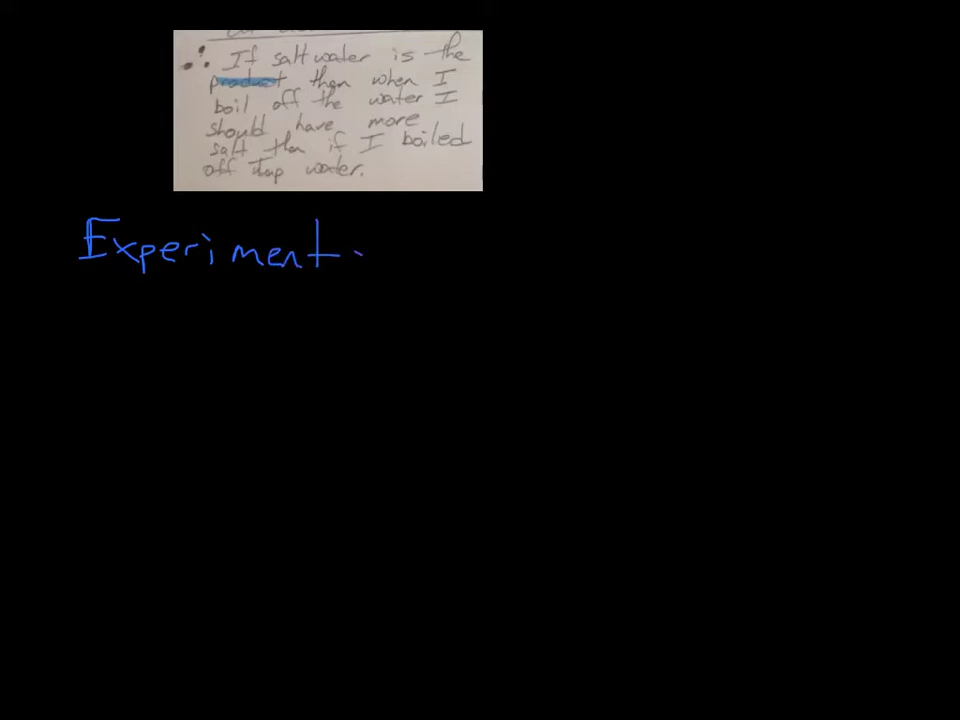 ∴ If salt water is the
product then when I
boil off the water I
should have more
salt than if I boiled
off tap water.
Experiment